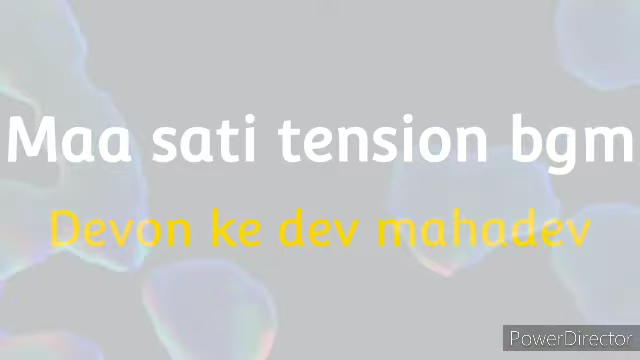 Maa sati tension bgm
Devon ke dev mahadev
PowerDirector